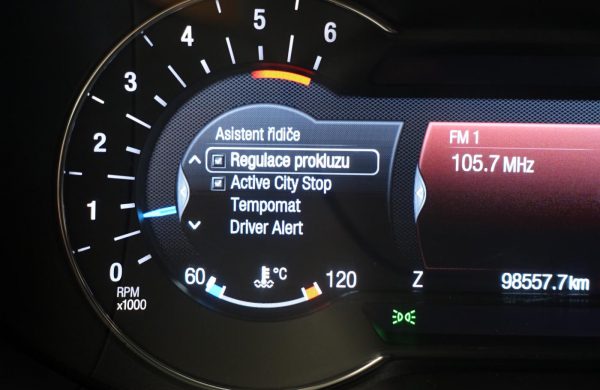 6
5
4
3
2
1
0
RPM
x1000
Asistent řidiče
Regulace prokluzu
Active City Stop
Tempomat
Driver Alert
60 °C 120
FM 1
105.7 MHz
Z 98557.7 km